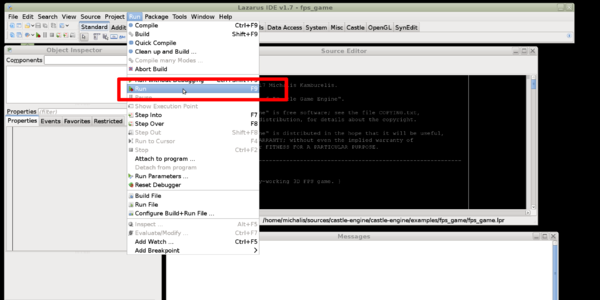 Lazarus IDE v1.7 - fps_game
File Edit Search View Source Project Run Package Tools Window Help
Standard Addit
Data Access System Misc Castle OpenGL SynEdit
Compile Ctrl+F9
Build Shift+F9
Quick Compile
Clean up and Build ...
Compile many Modes ...
Abort Build
Run F9
Show Execution Point
Step Into F7
Step Over F8
Step Out Shift+F8
Run to Cursor F4
Stop Ctrl+F2
Attach to program ...
Detach from program
Run Parameters ...
Reset Debugger
Build File
Run File
Configure Build+Run File ...
Inspect ... Alt+F5
Evaluate/Modify ... Ctrl+F7
Add Watch ... Ctrl+F5
Add Breakpoint
Object Inspector
Components
Properties (filter)
Properties Events Favorites Restricted
Source Editor
Michalis Kamburelis.
Game Engine".
" is free software; see the file COPYING.txt,
distribution, for details about the copyright.
" is distributed in the hope that it will be useful,
WARRANTY; without even the implied warranty of
FITNESS FOR A PARTICULAR PURPOSE.
-working 3D FPS game.
/home/michalis/sources/castle-engine/castle-engine/examples/fps_game/fps_game.lpr
Messages